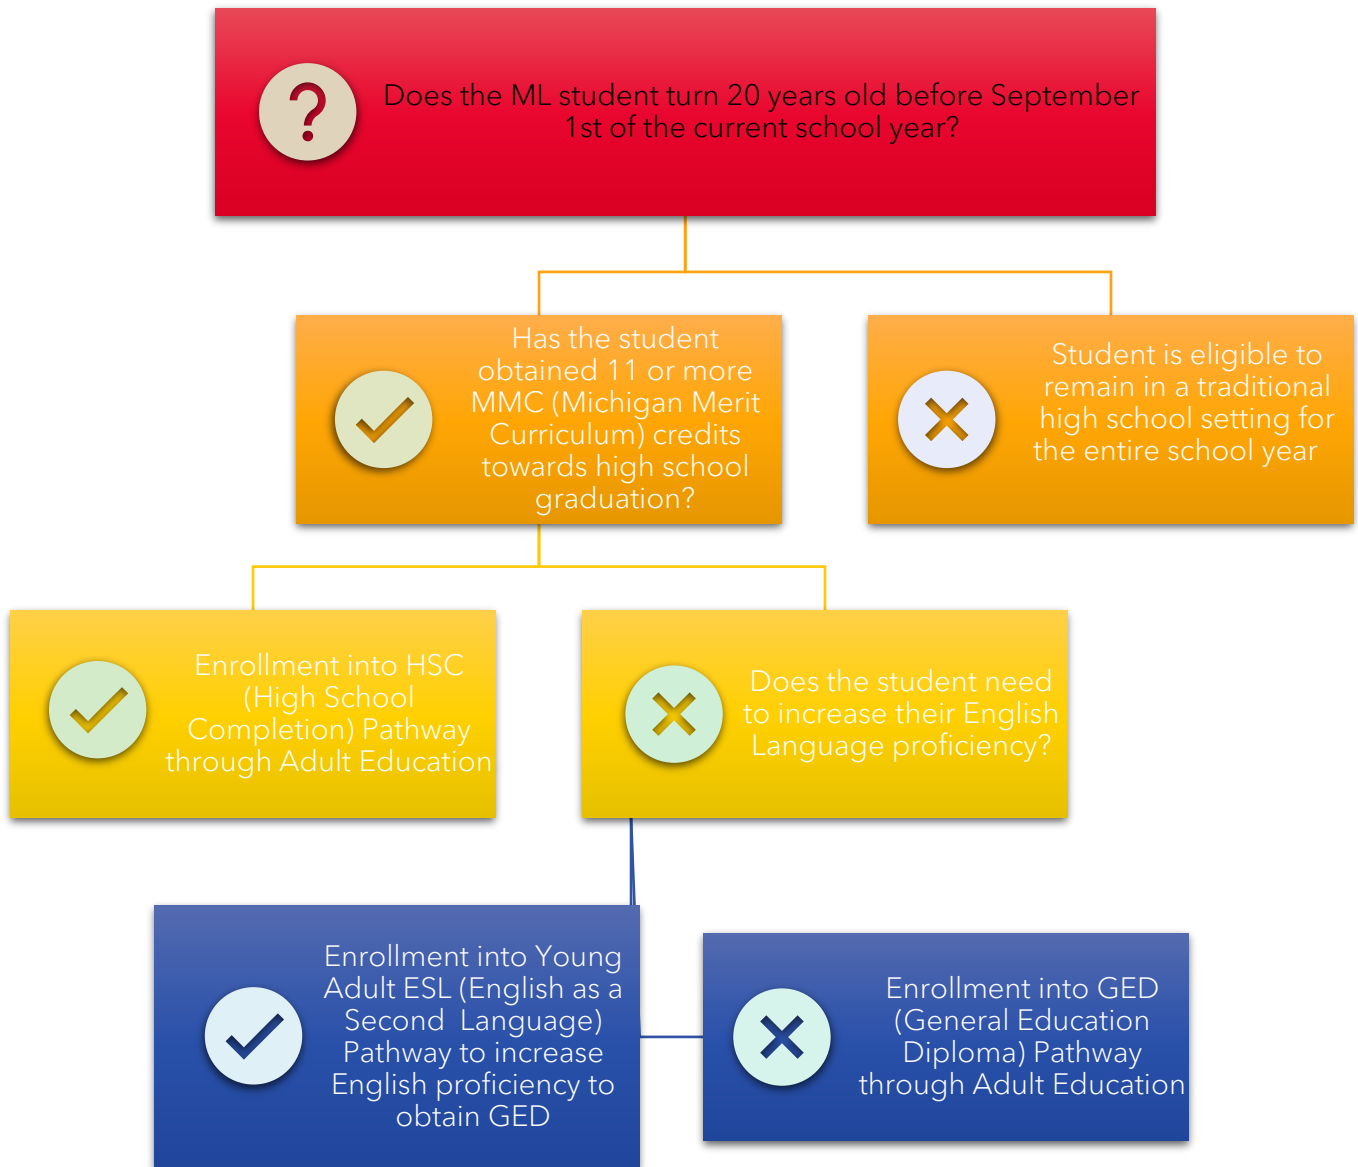 ?
Does the ML student turn 20 years old before September
1st of the current school year?
Has the student
obtained 11 or more
MMC (Michigan Merit
Curriculum) credits
towards high school
graduation?
Student is eligible to
remain in a traditional
high school setting for
the entire school year
Enrollment into HSC
(High School
Completion) Pathway
through Adult Education
Does the student need
to increase their English
Language proficiency?
Enrollment into Young
Adult ESL (English as a
Second  Language)
Pathway to increase
English proficiency to
obtain GED
Enrollment into GED
(General Education
Diploma) Pathway
through Adult Education